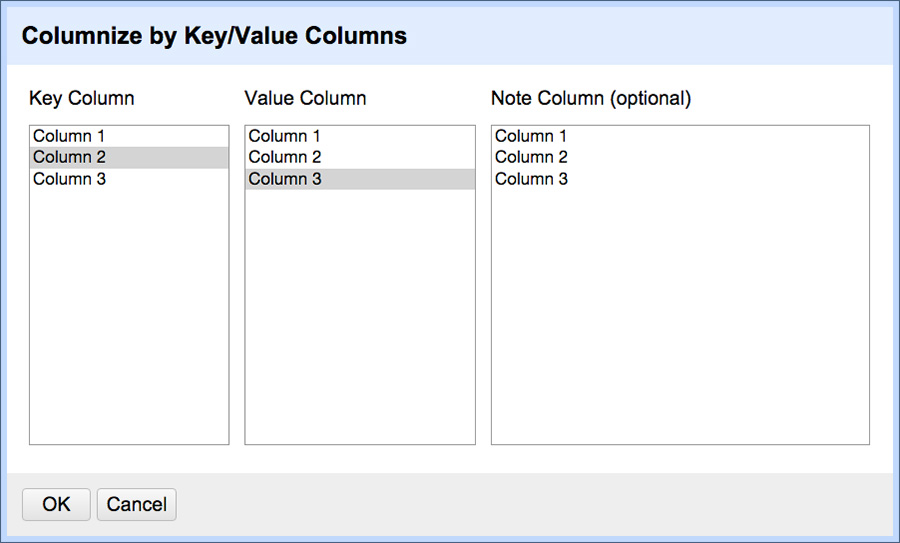 Columnize by Key/Value Columns
Key Column
Column 1
Column 2
Column 3
Value Column
Column 1
Column 2
Column 3
Note Column (optional)
Column 1
Column 2
Column 3
OK
Cancel